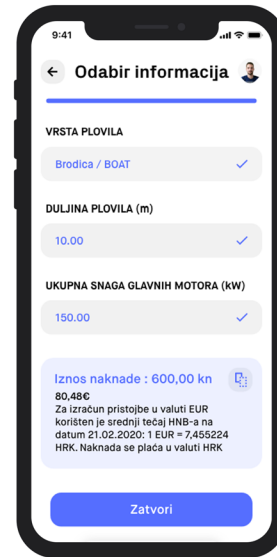 9:41
Odabir informacija
VRSTA PLOVILA
Brodica / BOAT
DULJINA PLOVILA (m)
10.00
UKUPNA SNAGA GLAVNIH MOTORA (kW)
150.00
Iznos naknade : 600,00 kn
80,48€
Za izračun pristojbe u valuti EUR
korišten je srednji tečaj HNB-a na
datum 21.02.2020: 1 EUR = 7,455224
HRK. Naknada se plaća u valuti HRK
Zatvori